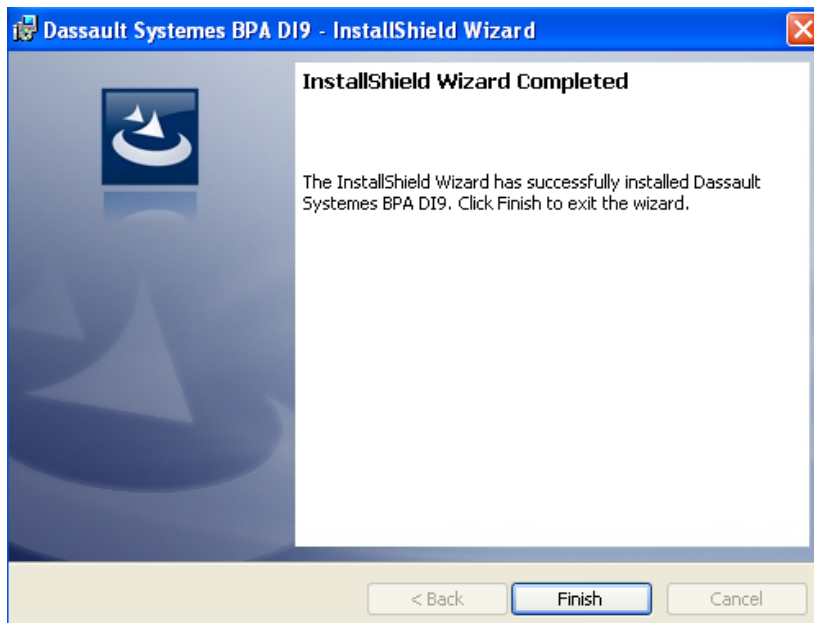 Dassault Systemes BPA DI9 - InstallShield Wizard
InstallShield Wizard Completed
The InstallShield Wizard has successfully installed Dassault
Systemes BPA DI9. Click Finish to exit the wizard.
< Back Finish Cancel